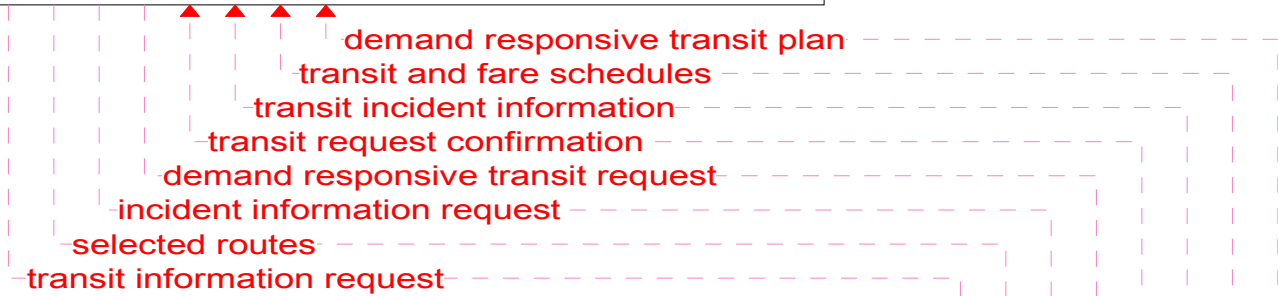 demand responsive transit plan
transit and fare schedules
transit incident information
transit request confirmation
demand responsive transit request
incident information request
selected routes
transit information request